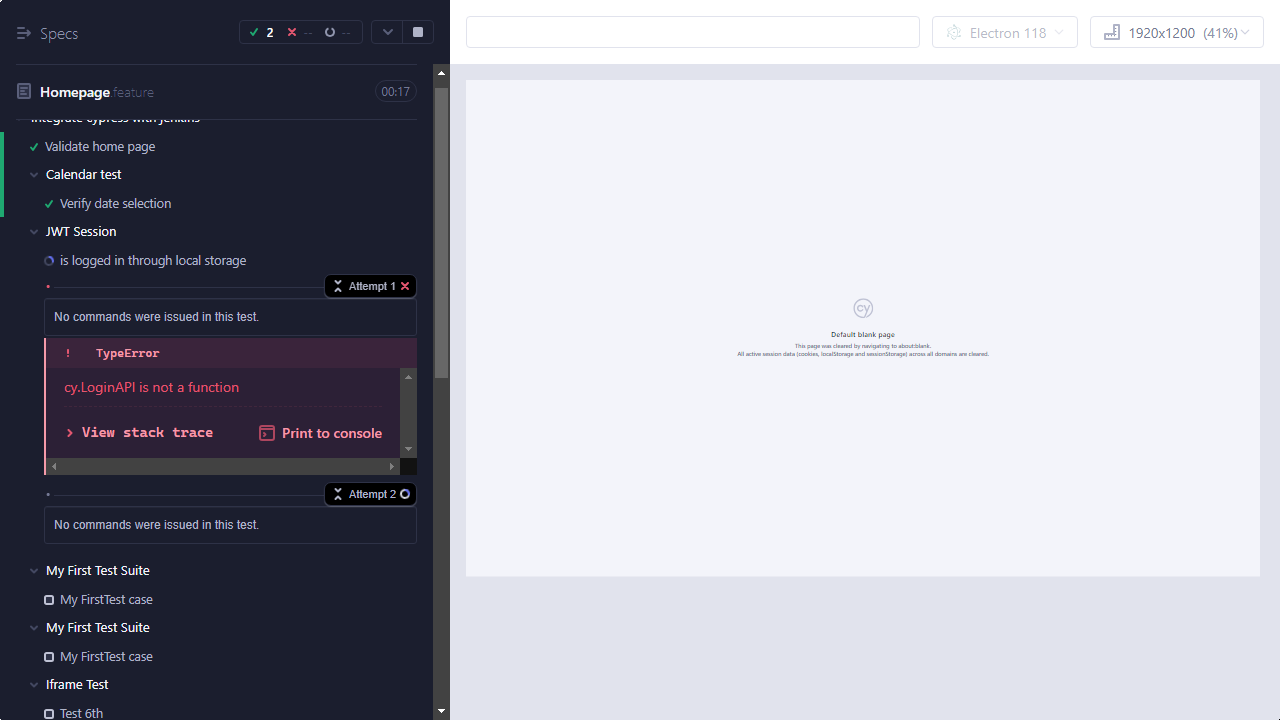 Specs
2
--
--
Homepage.feature
00:17
Integrate cypress with Jenkins
Validate home page
Calendar test
Verify date selection
JWT Session
is logged in through local storage
Attempt 1
No commands were issued in this test.
! TypeError
cy.LoginAPI is not a function
View stack trace
Print to console
Attempt 2
No commands were issued in this test.
My First Test Suite
My FirstTest case
My First Test Suite
My FirstTest case
Iframe Test
Test 6th
Electron 118
1920x1200 (41%)
cy
Default blank page
This page was cleared by navigating to about:blank.
All active session data (cookies, localStorage and sessionStorage) across all domains are cleared.